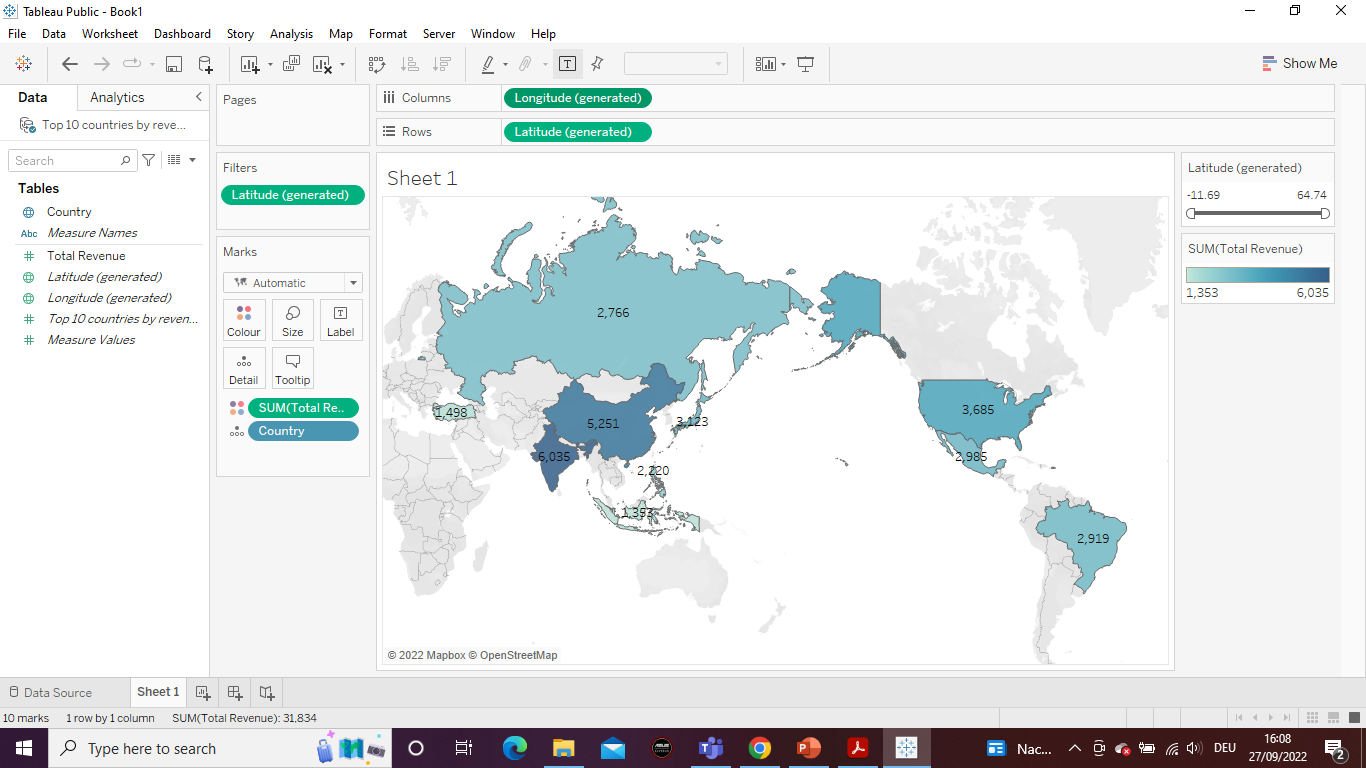 Tableau Public - Book1
File Data Worksheet Dashboard Story Analysis Map Format Server Window Help
Show Me
Data Analytics
Top 10 countries by reve...
Search
Tables
Country
Abc Measure Names
Total Revenue
Latitude (generated)
Longitude (generated)
Top 10 countries by reven...
Measure Values
Pages
Filters
Latitude (generated)
Marks
Automatic
Colour Size Label
Detail Tooltip
SUM(Total Re..
Country
Columns Longitude (generated)
Rows Latitude (generated)
Sheet 1
2,766
1,498
5,251
3,123
3,685
6,035
2,985
2,220
1,353
2,919
© 2022 Mapbox © OpenStreetMap
Latitude (generated)
-11.69 64.74
SUM(Total Revenue)
1,353 6,035
Data Source Sheet 1
10 marks 1 row by 1 column SUM(Total Revenue): 31,834
Type here to search
Nac...
DEU
16:08
27/09/2022
2